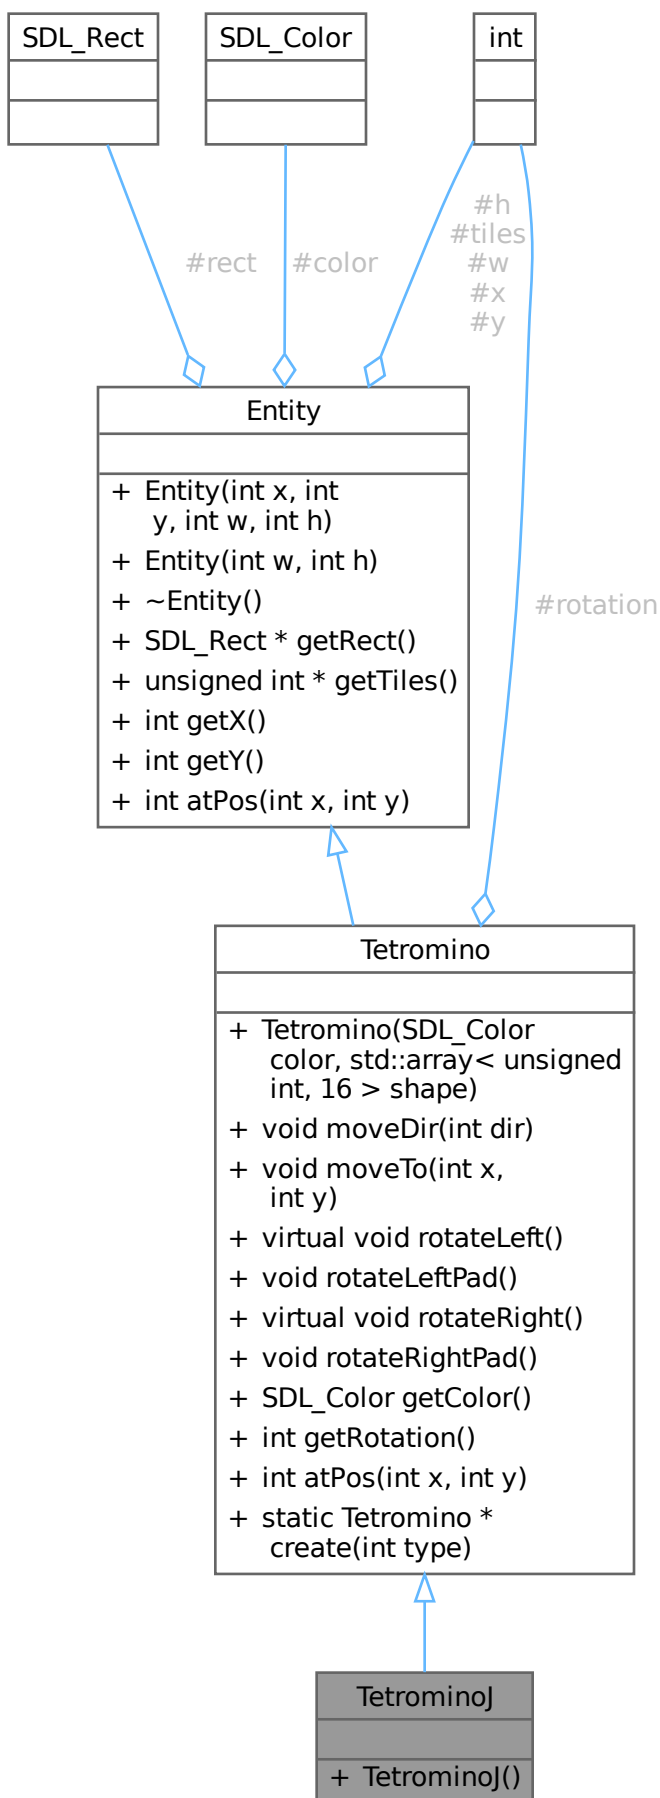 SDL_Rect
SDL_Color
int
#rect
#color
#h
#tiles
#w
#x
#y
Entity
+ Entity(int x, int
y, int w, int h)
+ Entity(int w, int h)
+ ~Entity()
+ SDL_Rect * getRect()
+ unsigned int * getTiles()
+ int getX()
+ int getY()
+ int atPos(int x, int y)
#rotation
Tetromino
+ Tetromino(SDL_Color
color, std::array< unsigned
int, 16 > shape)
+ void moveDir(int dir)
+ void moveTo(int x,
int y)
+ virtual void rotateLeft()
+ void rotateLeftPad()
+ virtual void rotateRight()
+ void rotateRightPad()
+ SDL_Color getColor()
+ int getRotation()
+ int atPos(int x, int y)
+ static Tetromino *
create(int type)
TetrominoJ
+ TetrominoJ()